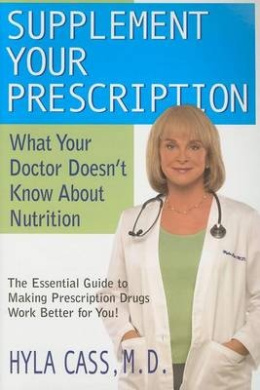 SUPPLEMENT
YOUR
PRESCRIPTION
What Your
Doctor Doesn't
Know About
Nutrition
The Essential Guide to
Making Prescription Drugs
Work Better for You!
HYLA CASS, M.D.